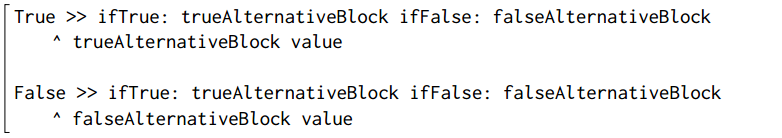 True >> ifTrue: trueAlternativeBlock ifFalse: falseAlternativeBlock
    ^ trueAlternativeBlock value
False >> ifTrue: trueAlternativeBlock ifFalse: falseAlternativeBlock
    ^ falseAlternativeBlock value